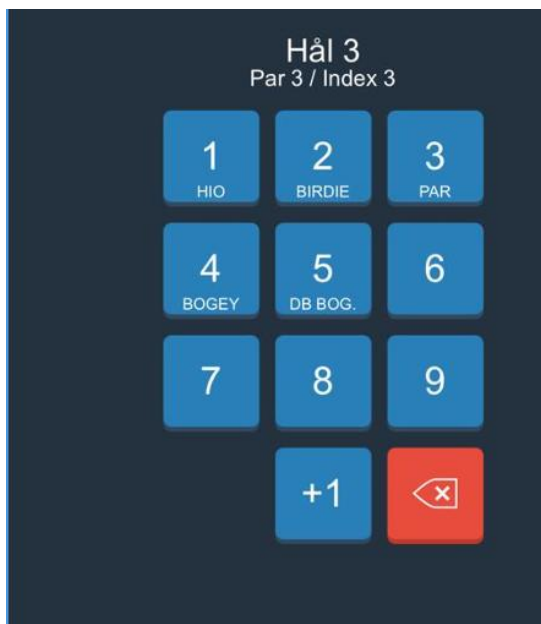 Hål 3
Par 3 / Index 3
1 2 3
HIO BIRDIE PAR
4 5 6
BOGEY DB BOG.
7 8 9
+1